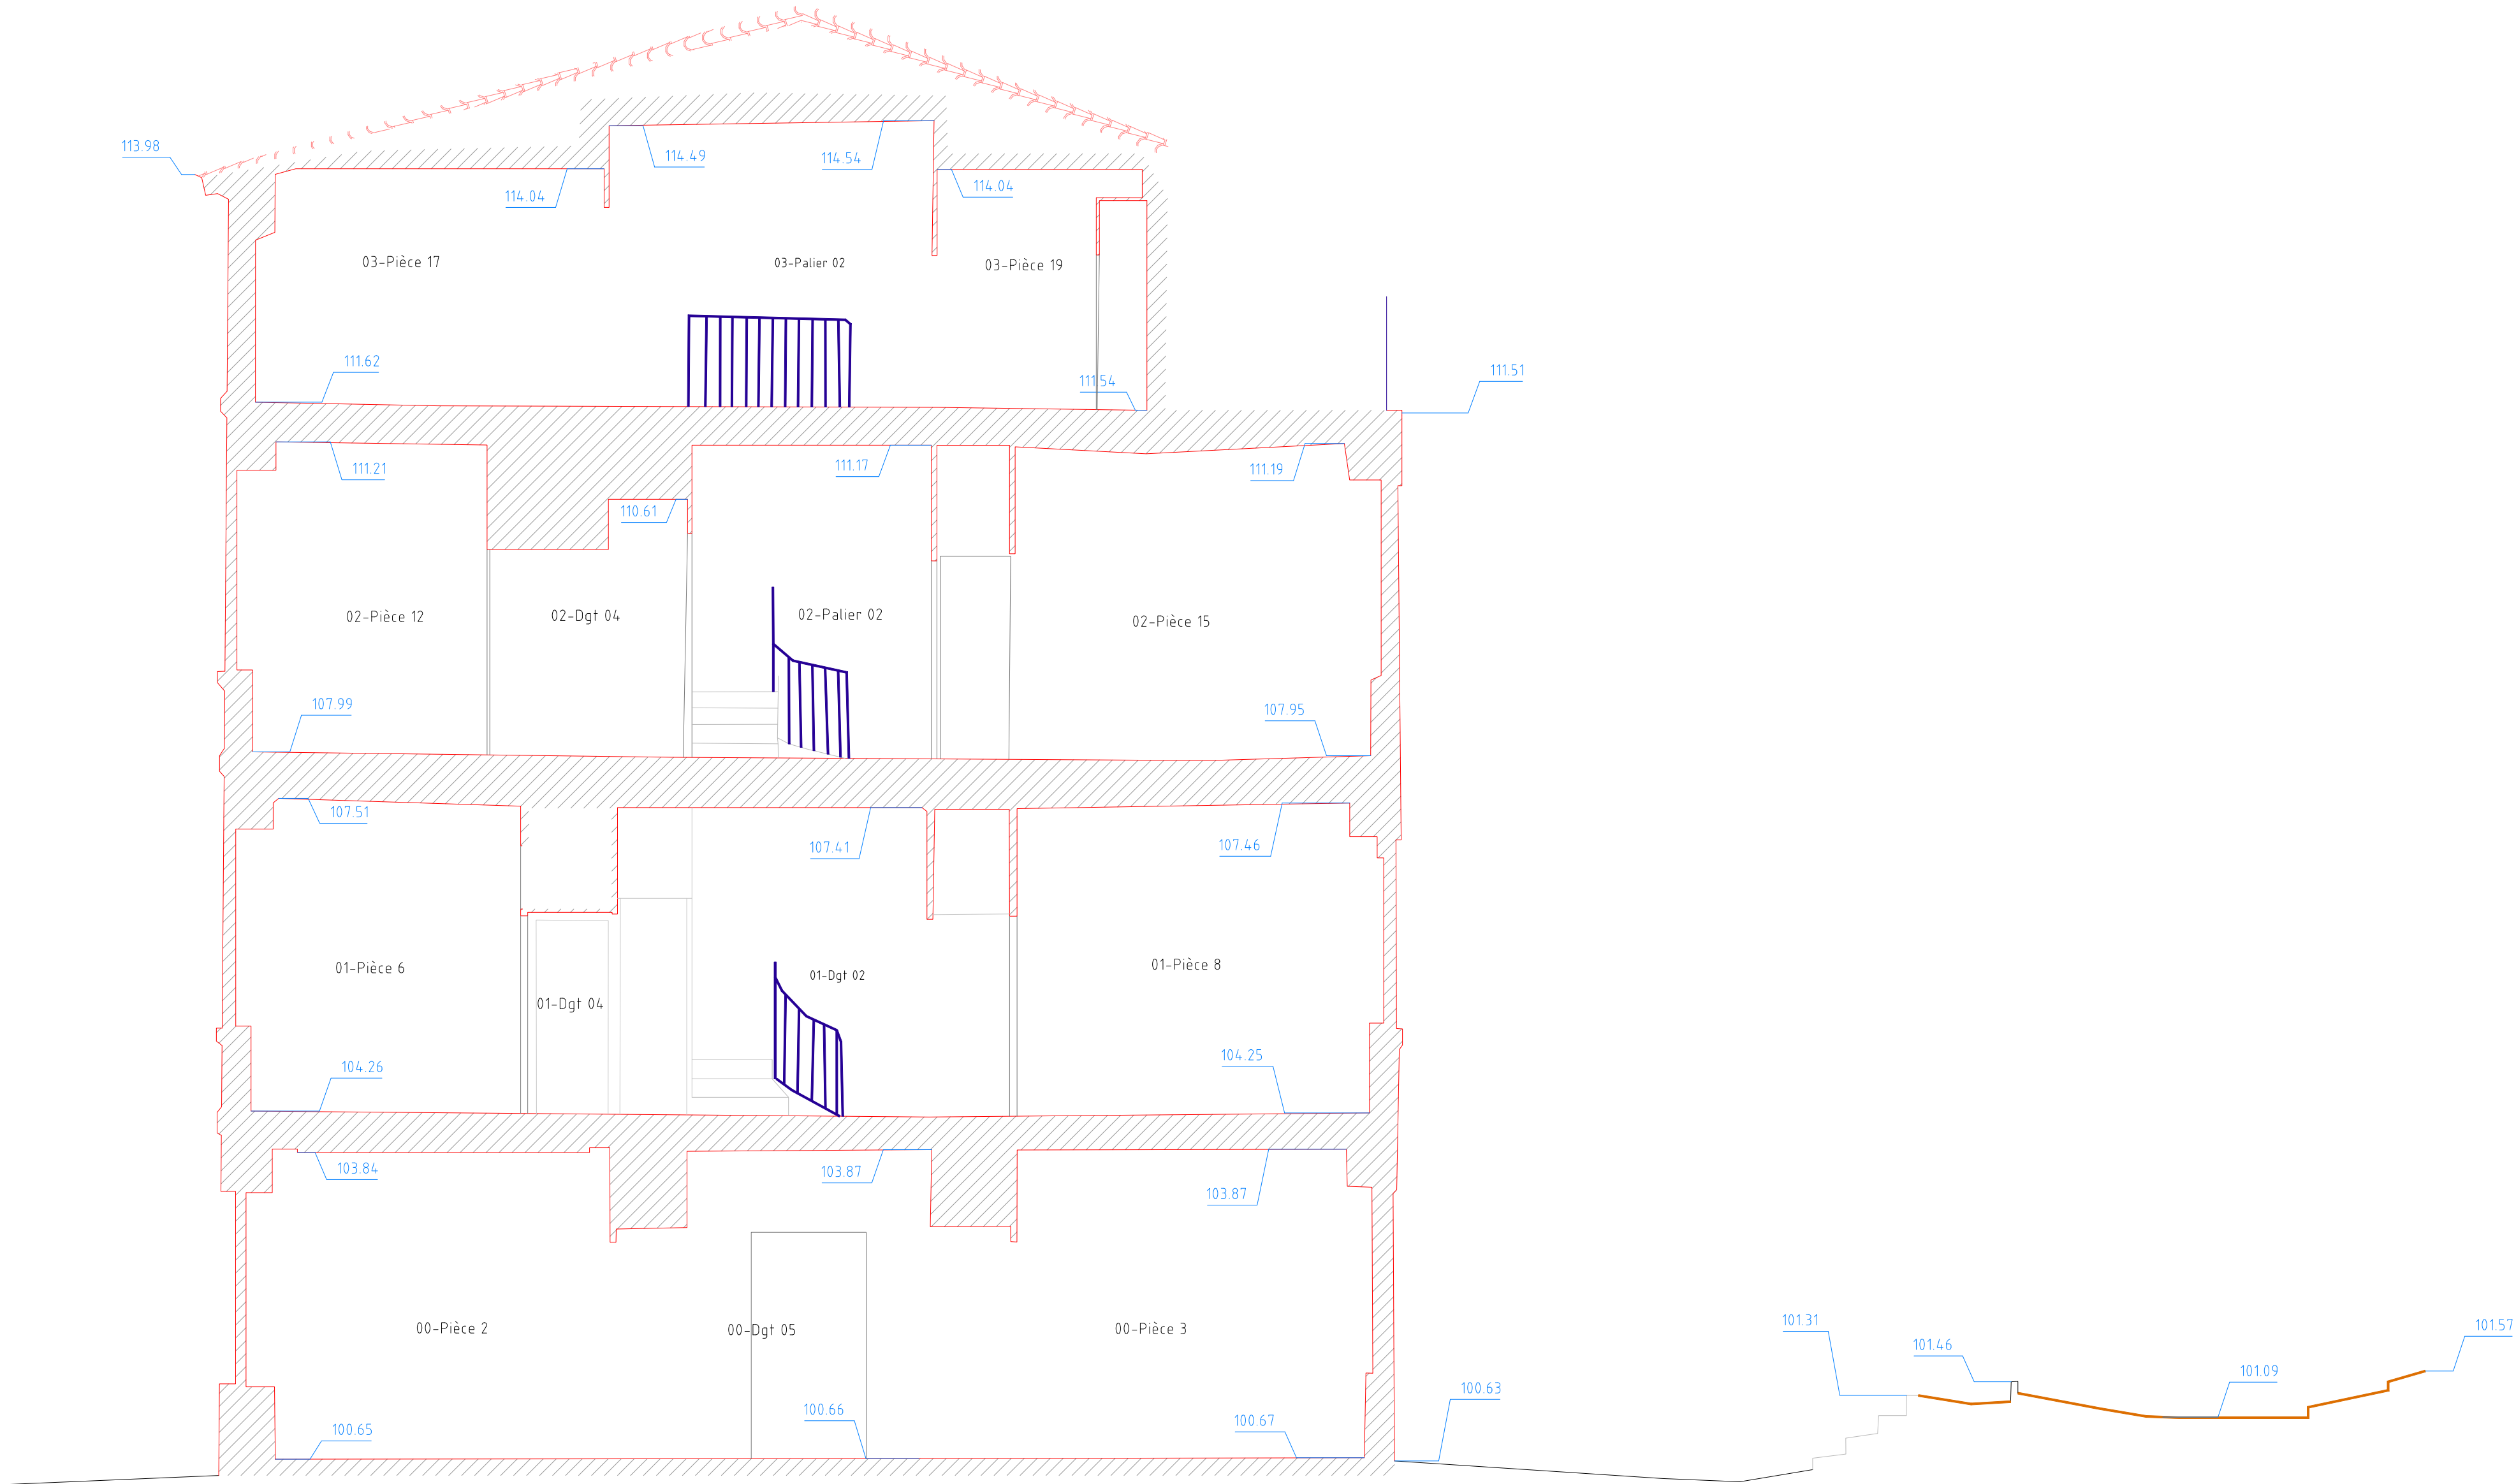 113.98
114.49
114.54
114.04
114.04
03-Pièce 17
03-Palier 02
03-Pièce 19
111.62
111.54
111.51
111.21
111.17
111.19
110.61
02-Pièce 12
02-Dgt 04
02-Palier 02
02-Pièce 15
107.99
107.95
107.51
107.41
107.46
01-Pièce 6
01-Dgt 04
01-Dgt 02
01-Pièce 8
104.26
104.25
103.84
103.87
103.87
00-Pièce 2
00-Dgt 05
00-Pièce 3
101.31
101.46
101.09
101.57
100.65
100.66
100.67
100.63